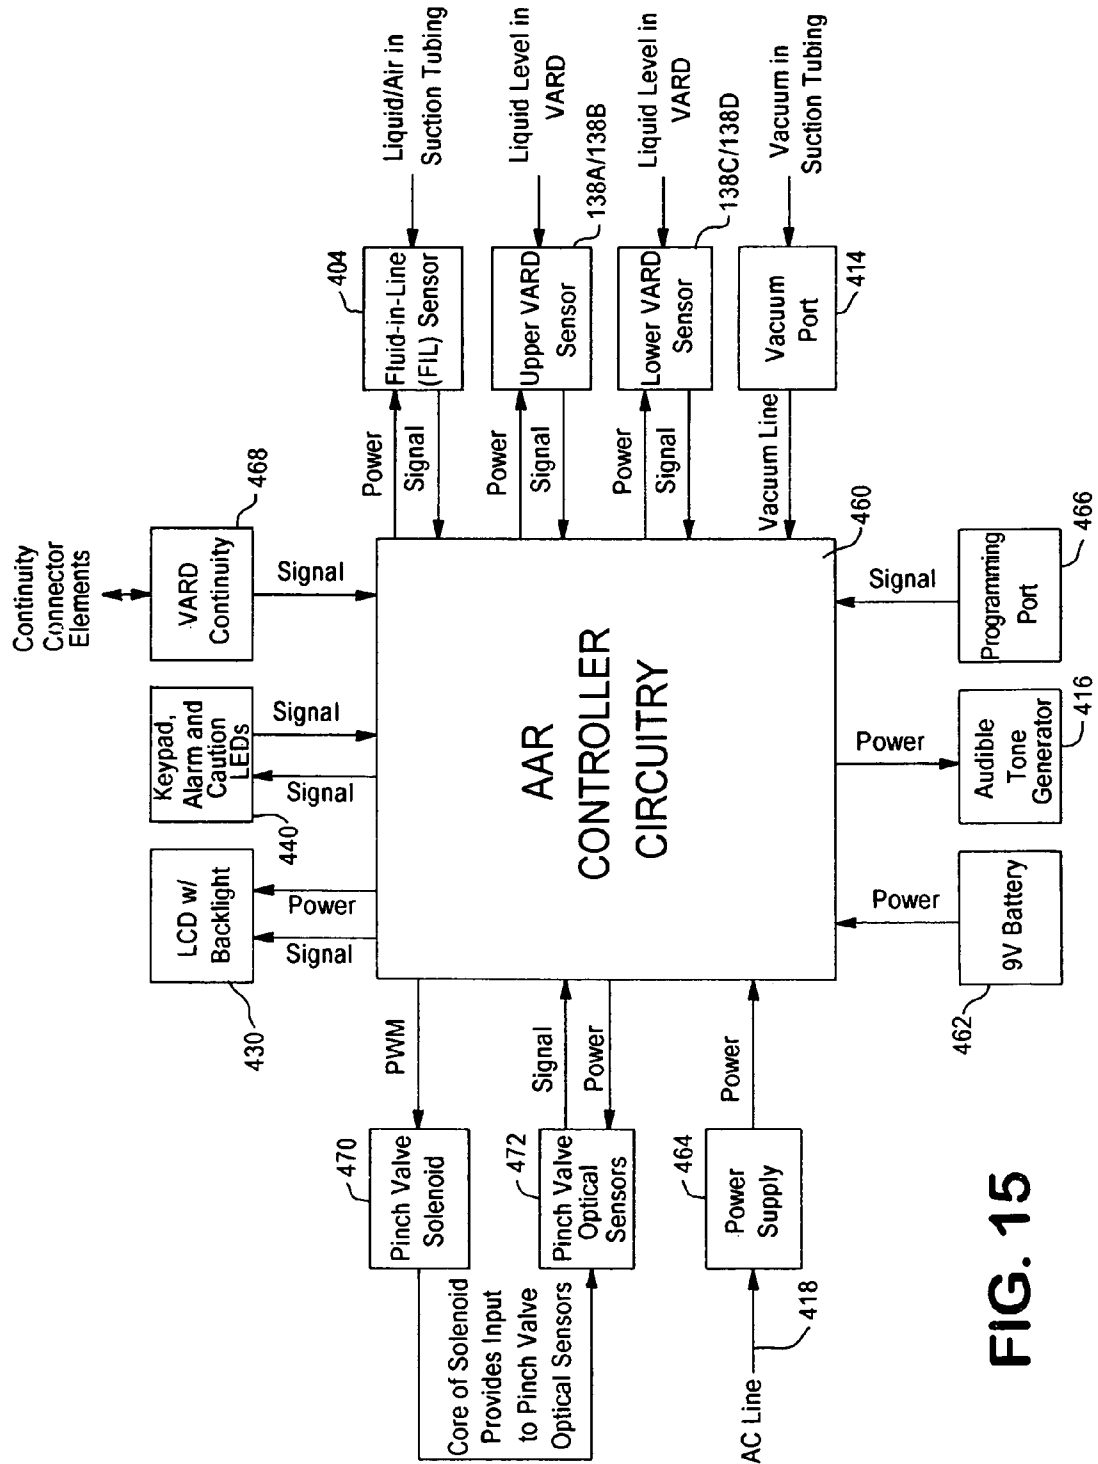 Continuity
Connector
Elements
468
VARD
Continuity
Signal
Keypad,
Alarm and
Caution
LEDs
440
Signal
Signal
LCD w/
Backlight
430
Signal
Power
404
Fluid-in-Line
(FIL) Sensor
Liquid/Air in
Suction Tubing
Power
Signal
Upper VARD
Sensor
138A/138B
Liquid Level in
VARD
Power
Signal
Lower VARD
Sensor
138C/138D
Liquid Level in
VARD
Power
Signal
Vacuum
Port
414
Vacuum in
Suction Tubing
Vacuum Line
AAR
CONTROLLER
CIRCUITRY
460
PWM
470
Pinch Valve
Solenoid
Core of Solenoid
Provides Input
to Pinch Valve
Optical Sensors
Signal
Power
472
Pinch Valve
Optical
Sensors
Power
464
Power
Supply
AC Line
418
Power
9V Battery
462
Power
Audible
Tone
Generator
416
Signal
Programming
Port
466
FIG. 15